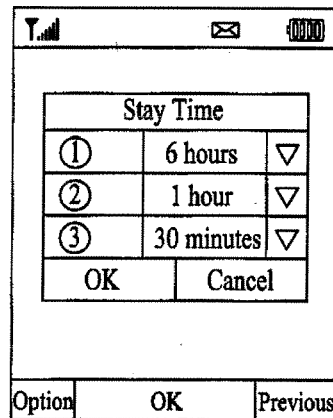 Stay Time
① 6 hours ▽
② 1 hour ▽
③ 30 minutes ▽
OK Cancel
Option OK Previous